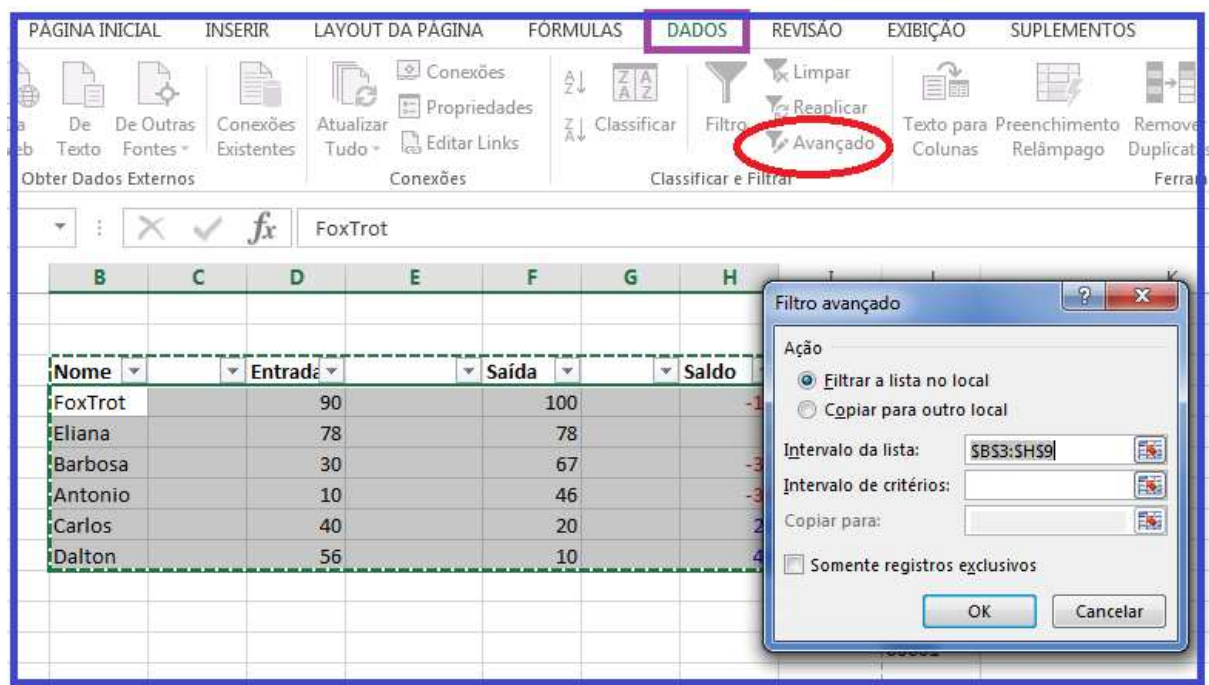 PÁGINA INICIAL INSERIR LAYOUT DA PÁGINA FÓRMULAS DADOS REVISÃO EXIBIÇÃO SUPLEMENTOS
De Texto
De Outras Fontes
Conexões Existentes
Obter Dados Externos
Atualizar Tudo
Conexões
Propriedades
Editar Links
Conexões
Classificar
Filtro
Limpar
Reaplicar
Avançado
Classificar e Filtrar
Texto para Colunas
Preenchimento Relâmpago
fx FoxTrot
B C D E F G H
Nome Entrada Saída Saldo
FoxTrot 90 100
Eliana 78 78
Barbosa 30 67
Antonio 10 46
Carlos 40 20
Dalton 56 10
Filtro avançado
Ação
Filtrar a lista no local
Copiar para outro local
Intervalo da lista: $B$3:$H$9
Intervalo de critérios:
Copiar para:
Somente registros exclusivos
OK Cancelar